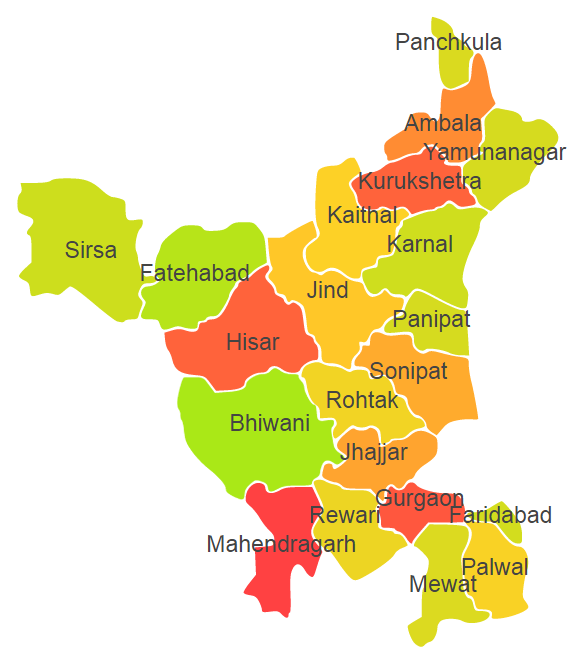 Panchkula
Ambala
Yamunanagar
Kurukshetra
Kaithal
Karnal
Sirsa
Fatehabad
Jind
Panipat
Hisar
Sonipat
Rohtak
Bhiwani
Jhajjar
Gurgaon
Rewari
Faridabad
Mahendragarh
Palwal
Mewat